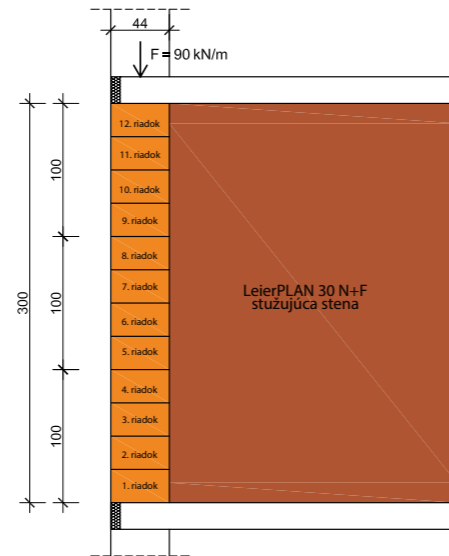 44
F = 90 kN/m
12. riadok
11. riadok
10. riadok
9. riadok
8. riadok
7. riadok
6. riadok
5. riadok
4. riadok
3. riadok
2. riadok
1. riadok
100
100
100
300
LeierPLAN 30 N+F
stužujúca stena